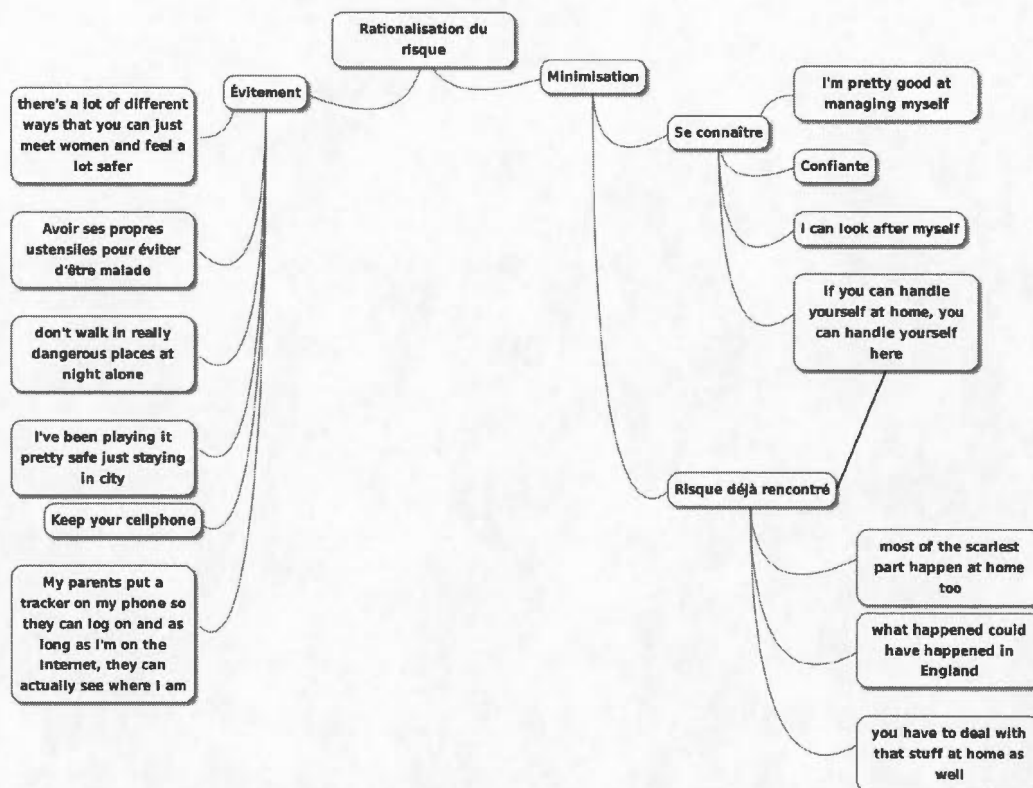 Rationalisation du
risque
Évitement
there's a lot of different
ways that you can just
meet women and feel a
lot safer
Avoir ses propres
ustensiles pour éviter
d'être malade
don't walk in really
dangerous places at
night alone
I've been playing it
pretty safe just staying
in city
Keep your cellphone
My parents put a
tracker on my phone so
they can log on and as
long as I'm on the
Internet, they can
actually see where I am
Minimisation
Se connaître
I'm pretty good at
managing myself
Confiante
I can look after myself
If you can handle
yourself at home, you
can handle yourself
here
Risque déjà rencontré
most of the scariest
part happen at home
too
what happened could
have happened in
England
you have to deal with
that stuff at home as
well